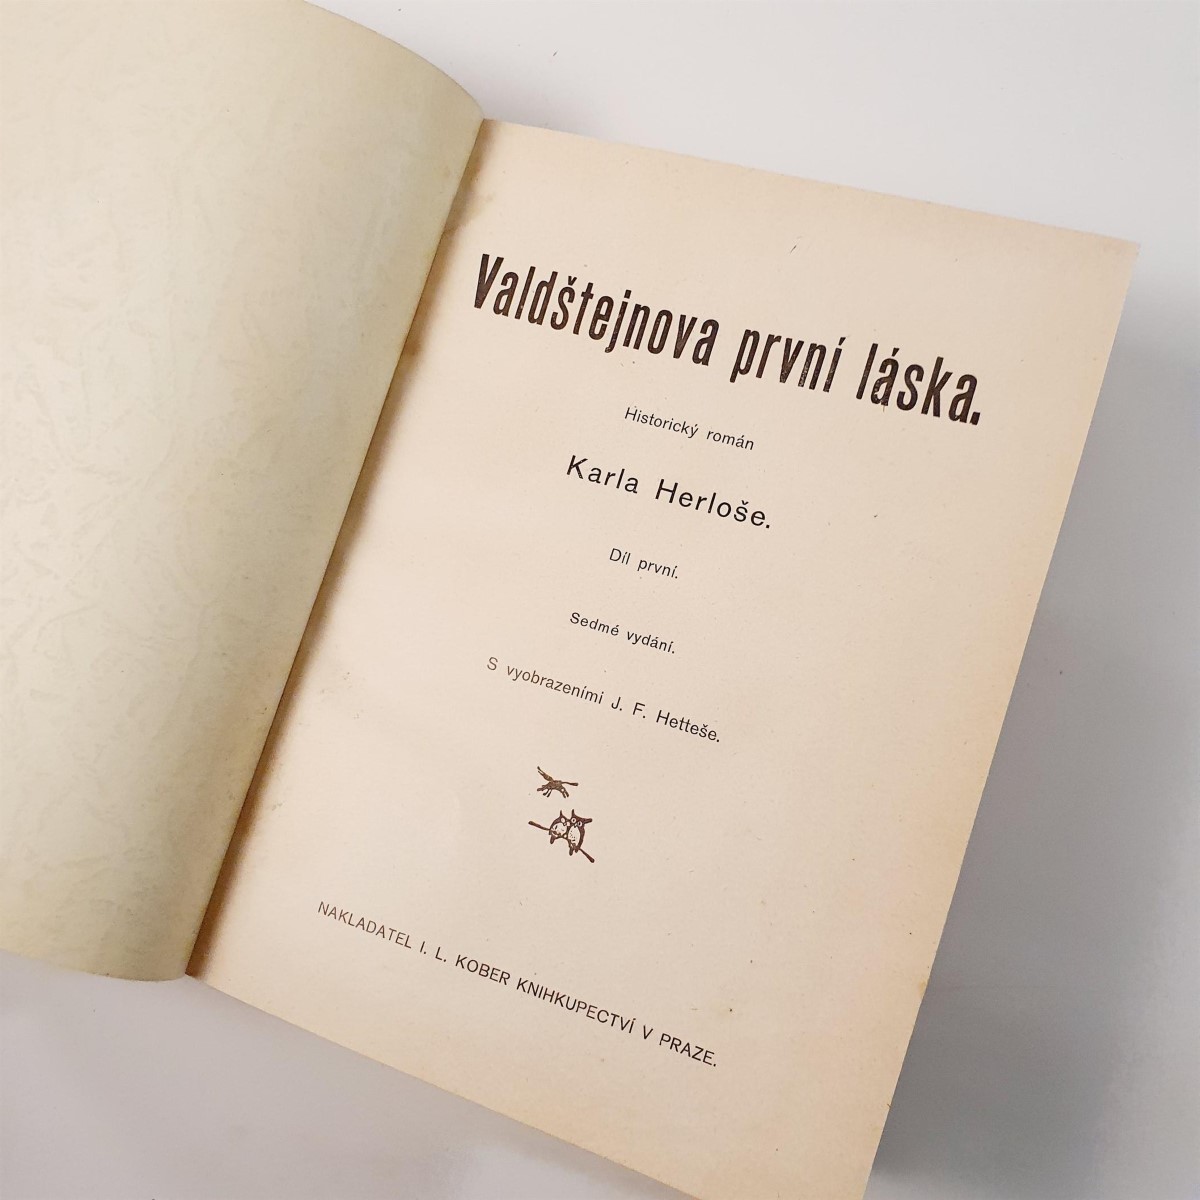 Valdštejnova první láska.
Historický román
Karla Herloše.
Díl první.
Sedmé vydání.
S vyobrazeními J. F. Hetteše.
NAKLADATEL I. L. KOBER KNIHKUPECTVÍ V PRAZE.